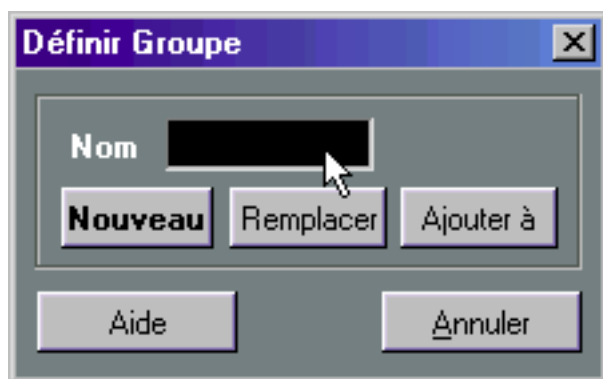 Définir Groupe
Nom
Nouveau Remplacer Ajouter à
Aide Annuler